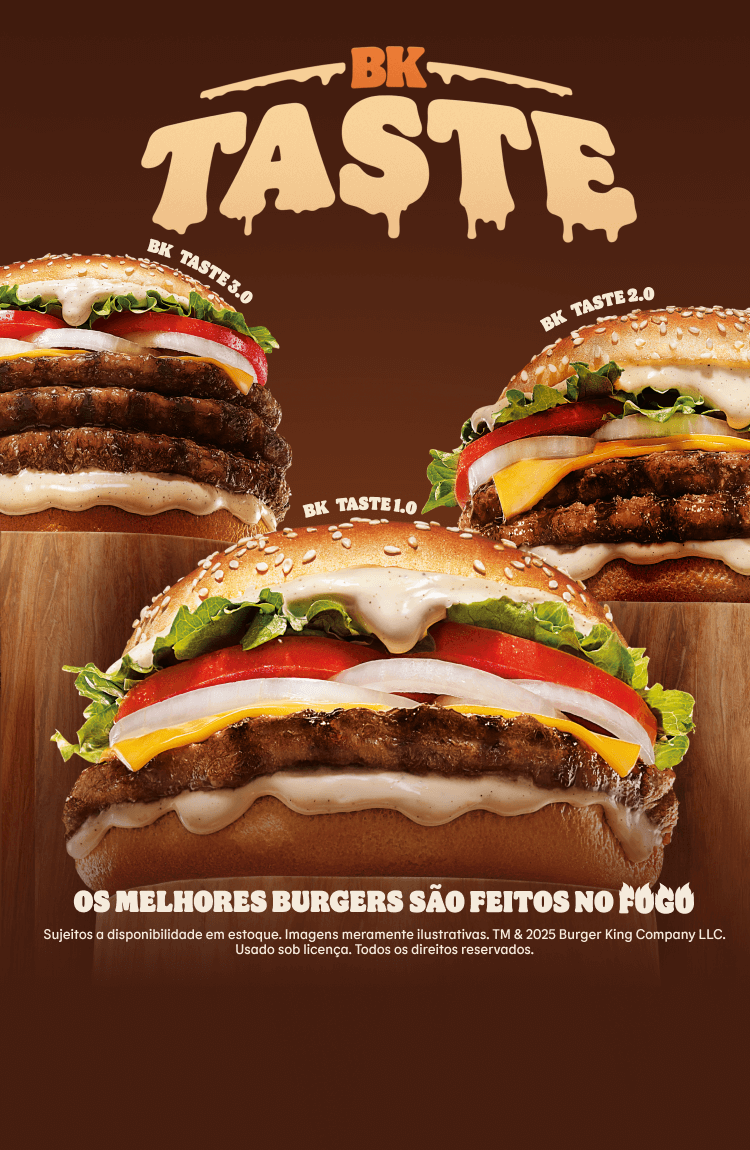 BK
TASTE
BK TASTE 3.0
BK TASTE 2.0
BK TASTE 1.0
OS MELHORES BURGERS SÃO FEITOS NO FOGO
Sujeitos a disponibilidade em estoque. Imagens meramente ilustrativas. TM & 2025 Burger King Company LLC.
Usado sob licença. Todos os direitos reservados.